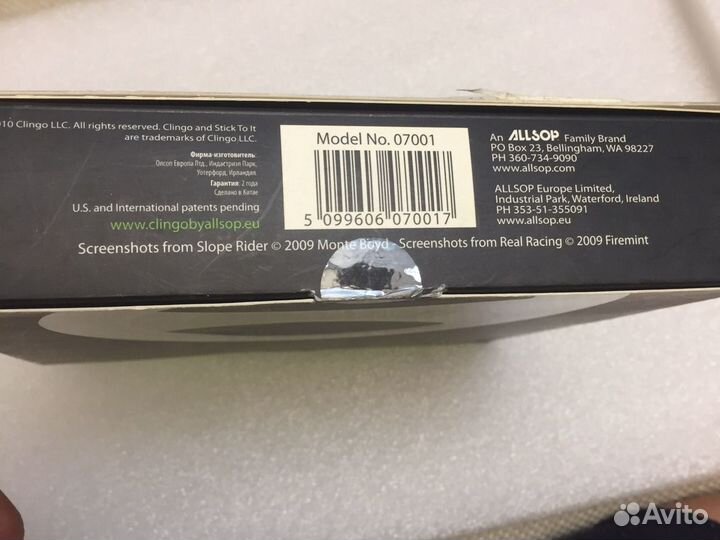 10 Clingo LLC. All rights reserved. Clingo and Stick To It
are trademarks of Clingo LLC.
Фирма-изготовитель:
Олсоп Европа Лтд., Индастриэл Парк,
Уотерфорд, Ирландия.
Гарантия: 2 года
Сделано в Китае
U.S. and International patents pending
www.clingobyallsop.eu
Model No. 07001
5 099606 070017
An ALLSOP Family Brand
PO Box 23, Bellingham, WA 98227
PH 360-734-9090
www.allsop.com
ALLSOP Europe Limited,
Industrial Park, Waterford, Ireland
PH 353-51-355091
www.allsop.eu
Screenshots from Slope Rider © 2009 Monte Boyd - Screenshots from Real Racing © 2009 Firemint
Avito